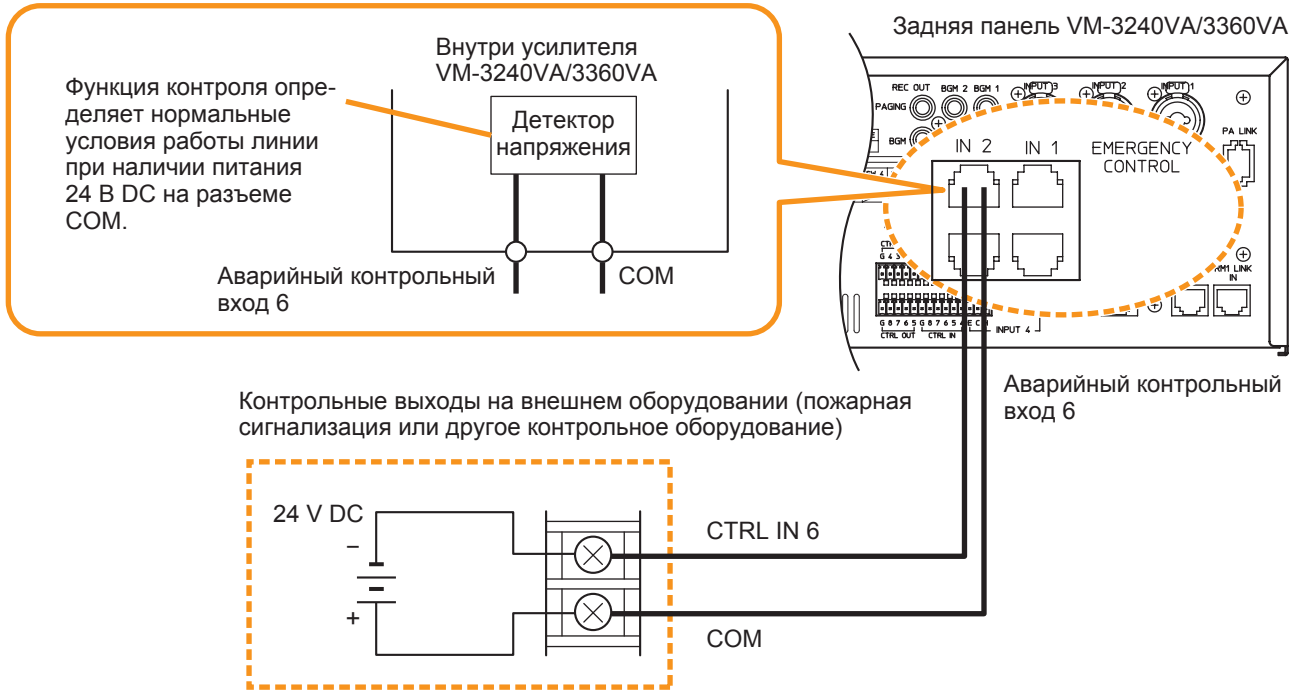 Задняя панель VM-3240VA/3360VA
Внутри усилителя
VM-3240VA/3360VA
Функция контроля опре-
деляет нормальные
условия работы линии
при наличии питания
24 В DC на разъеме
COM.
Детектор
напряжения
Аварийный контрольный
вход 6
COM
REC OUT BGM 2 BGM 1 INPUT 3 INPUT 2 INPUT 1
PAGING
BGM
PA LINK
IN 2 IN 1 EMERGENCY
CONTROL
G 4 3
RM1 LINK
IN
G 8 7 6 5 G 8 7 6 5
CTRL OUT CTRL IN INPUT 4
Аварийный контрольный
вход 6
Контрольные выходы на внешнем оборудовании (пожарная
сигнализация или другое контрольное оборудование)
24 V DC
–
+
CTRL IN 6
COM